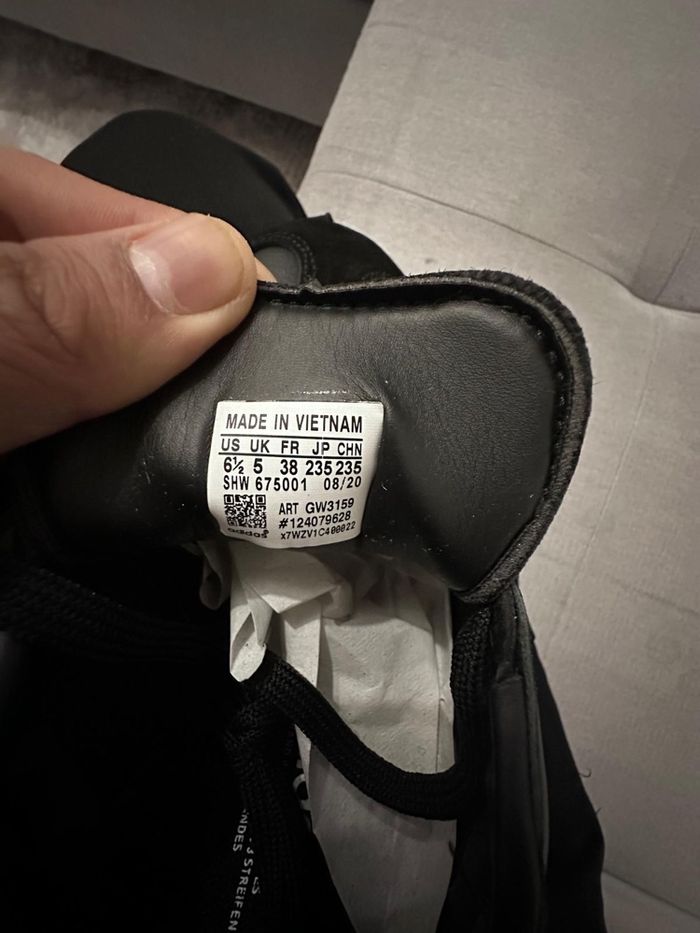 MADE IN VIETNAM
US UK FR JP CHN
6½ 5 38 235 235
SHW 675001 08/20
ART GW3159
#124079628
adidas®
x7WZV1C400022
STREIFEN